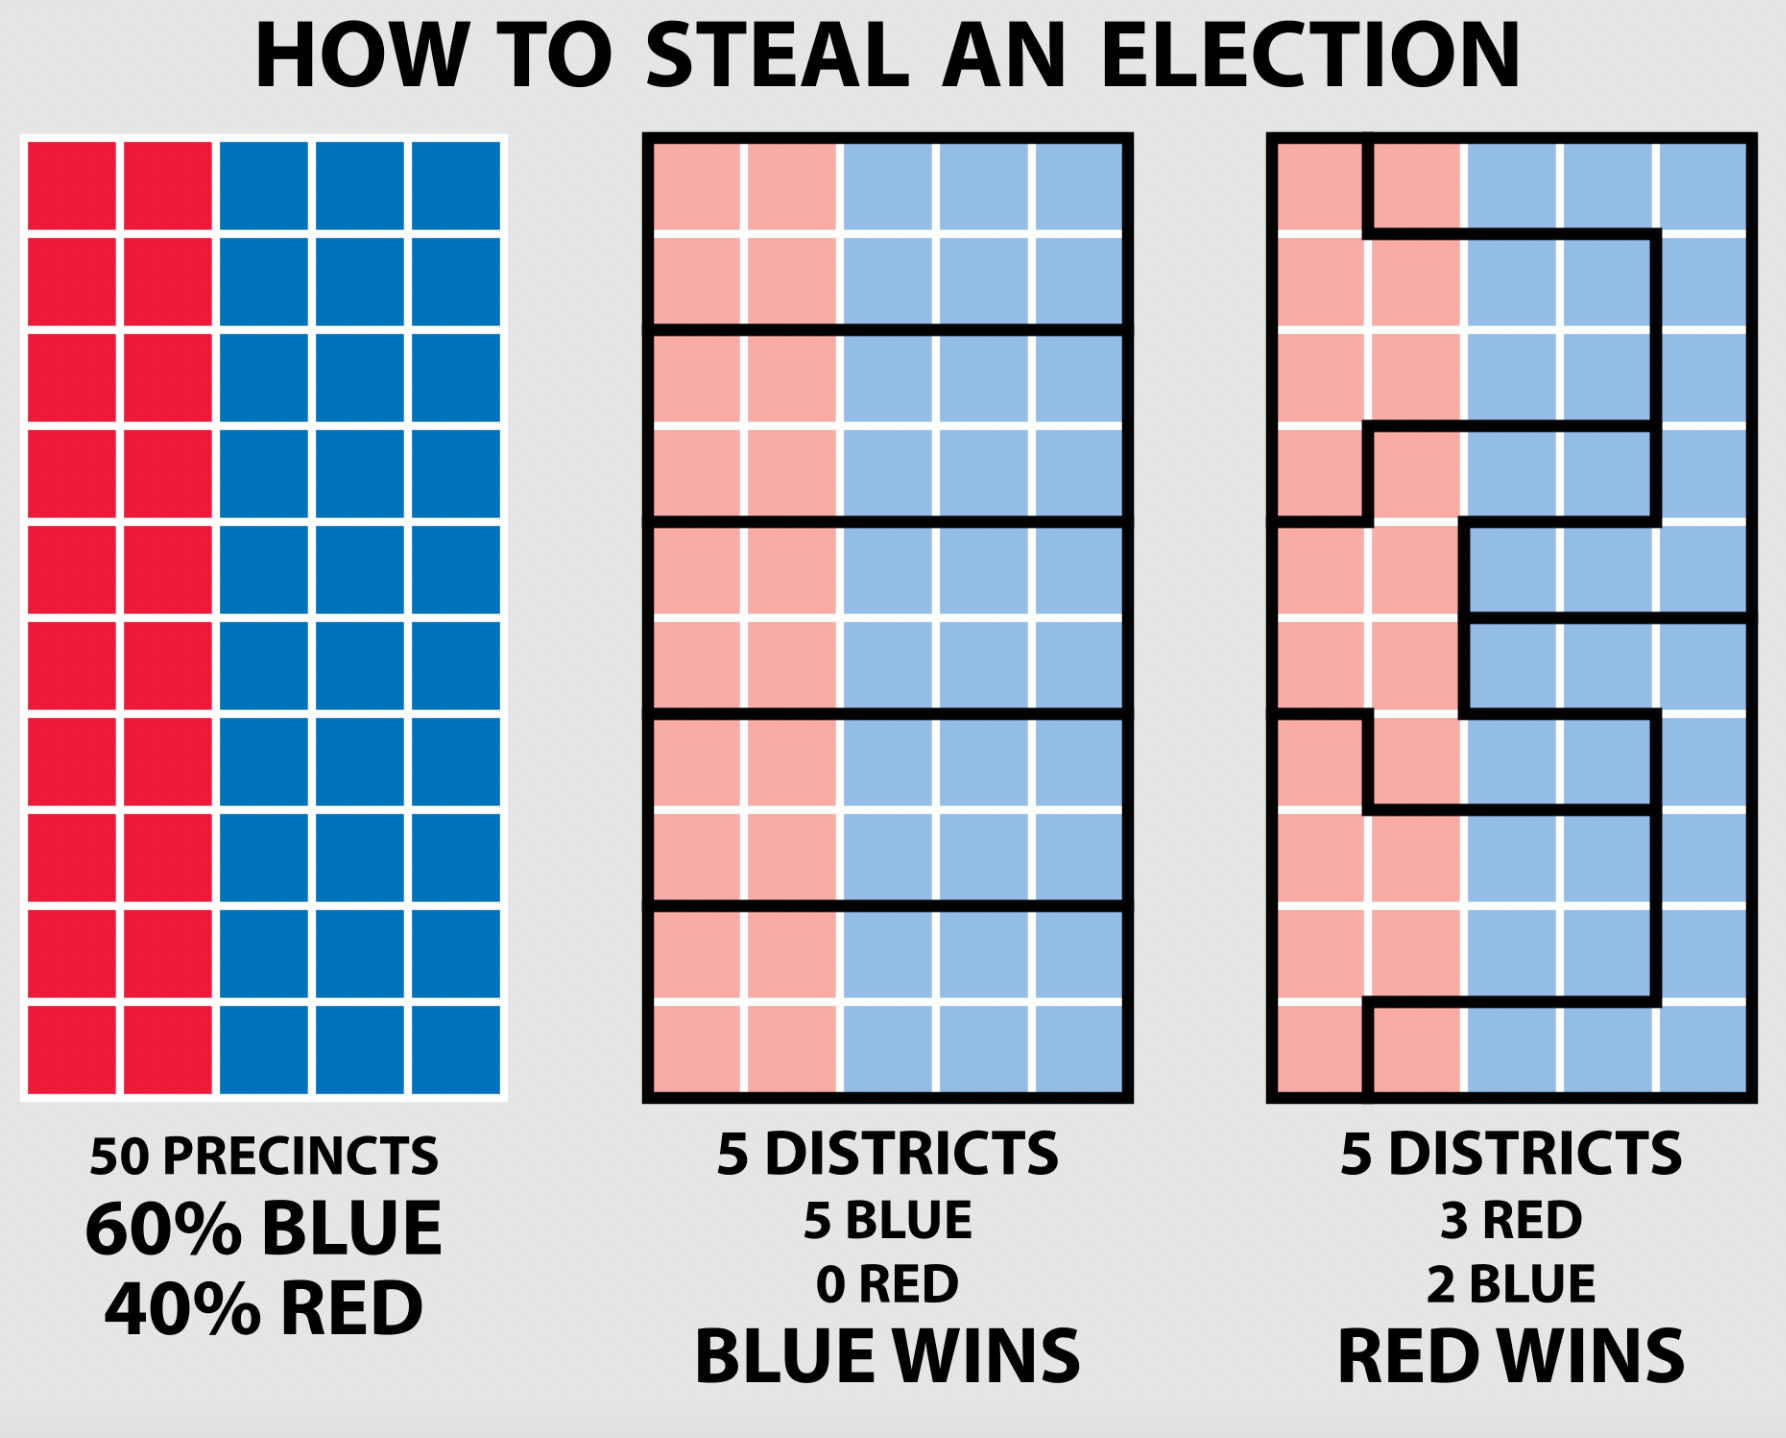 HOW TO STEAL AN ELECTION
50 PRECINCTS
60% BLUE
40% RED
5 DISTRICTS
5 BLUE
0 RED
BLUE WINS
5 DISTRICTS
3 RED
2 BLUE
RED WINS